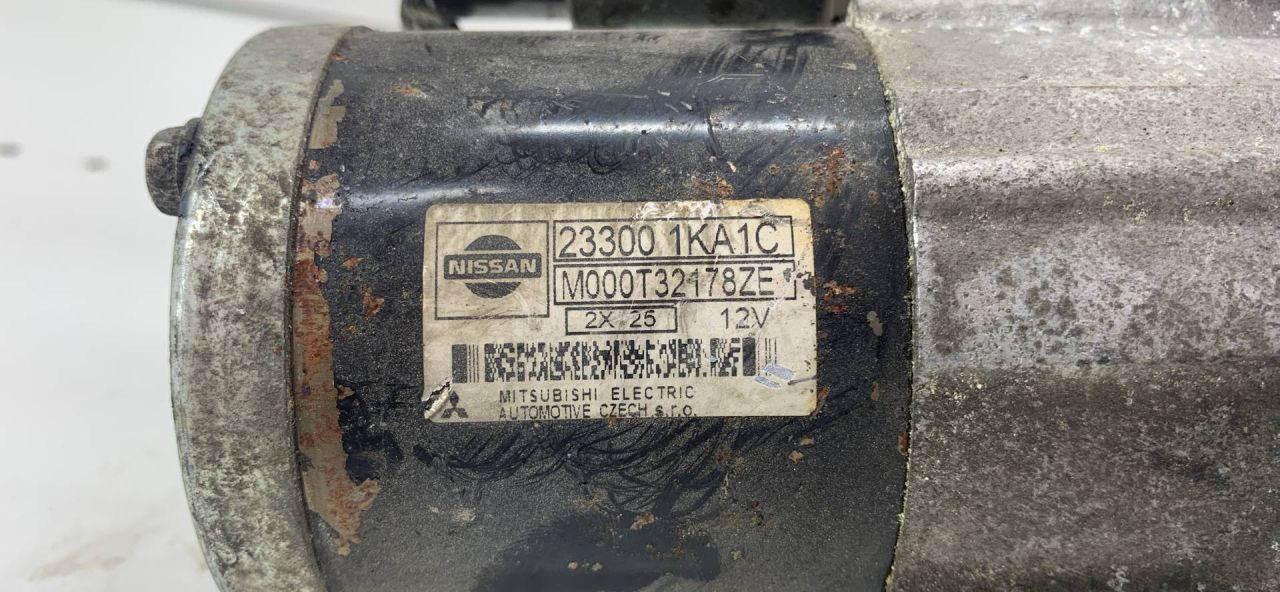 NISSAN
23300 1KA1C
M000T32178ZE
2X 25 12V
MITSUBISHI ELECTRIC
AUTOMOTIVE CZECH s.r.o.